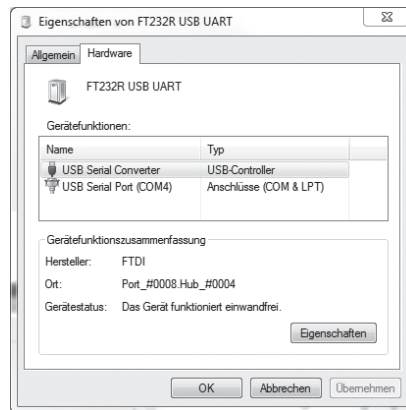 Eigenschaften von FT232R USB UART
Allgemein Hardware
FT232R USB UART
Gerätefunktionen:
Name Typ
USB Serial Converter USB-Controller
USB Serial Port (COM4) Anschlüsse (COM & LPT)
Gerätefunktionszusammenfassung
Hersteller: FTDI
Ort: Port_#0008.Hub_#0004
Gerätestatus: Das Gerät funktioniert einwandfrei.
Eigenschaften
OK Abbrechen Übernehmen